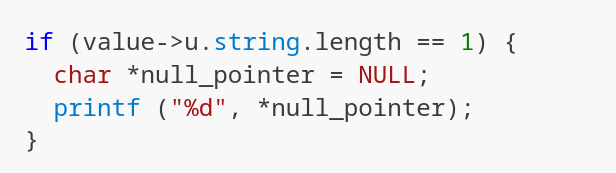 if (value->u.string.length == 1) {
  char *null_pointer = NULL;
  printf ("%d", *null_pointer);
}